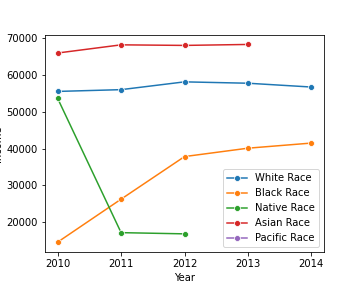 70000
60000
50000
40000
30000
20000
2010
2011
2012
2013
2014
Year
White Race
Black Race
Native Race
Asian Race
Pacific Race